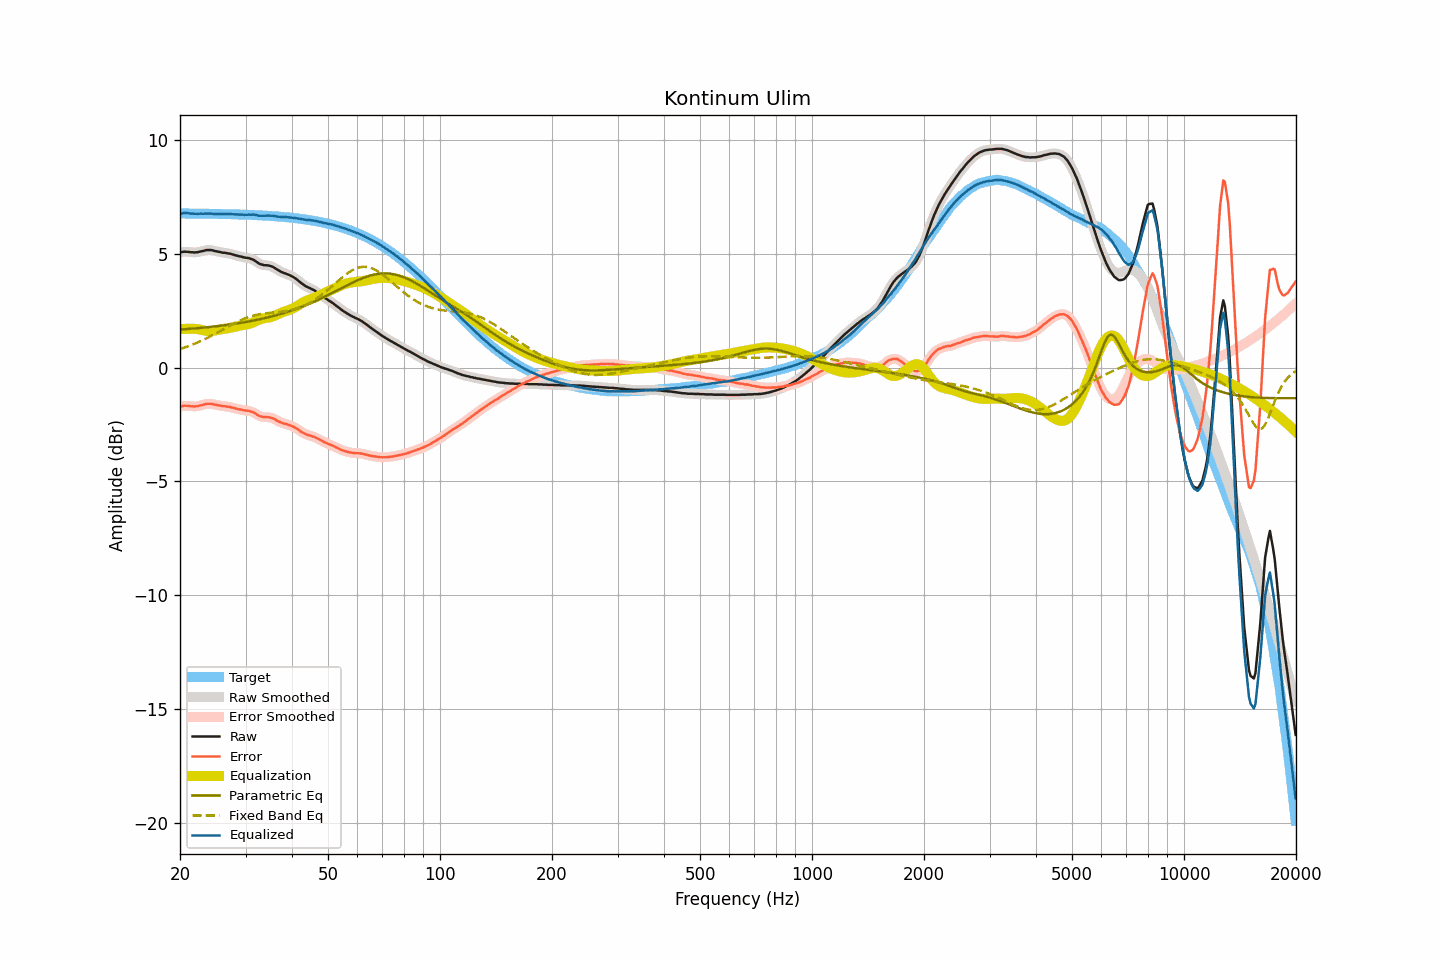 Kontinum Ulim
10
5
0
−5
−10
−15
−20
Amplitude (dBr)
Target
Raw Smoothed
Error Smoothed
Raw
Error
Equalization
Parametric Eq
Fixed Band Eq
Equalized
20 50 100 200 500 1000 2000 5000 10000 20000
Frequency (Hz)